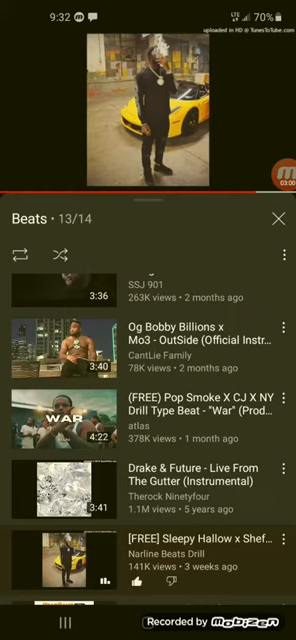 9:32
LTE
70%
uploaded in HD @ TunesToTube.com
03:00
Beats • 13/14
SSJ 901
3:36
263K views • 2 months ago
Og Bobby Billions x
Mo3 - OutSide (Official Instr...
CantLie Family
3:40
78K views • 2 months ago
(FREE) Pop Smoke X CJ X NY
Drill Type Beat - "War" (Prod...
WAR
atlas
4:22
378K views • 1 month ago
Drake & Future - Live From
The Gutter (Instrumental)
Therock Ninetyfour
3:41
1.1M views • 5 years ago
[FREE] Sleepy Hallow x Shef...
Narline Beats Drill
141K views • 3 weeks ago
Recorded by Mobizen